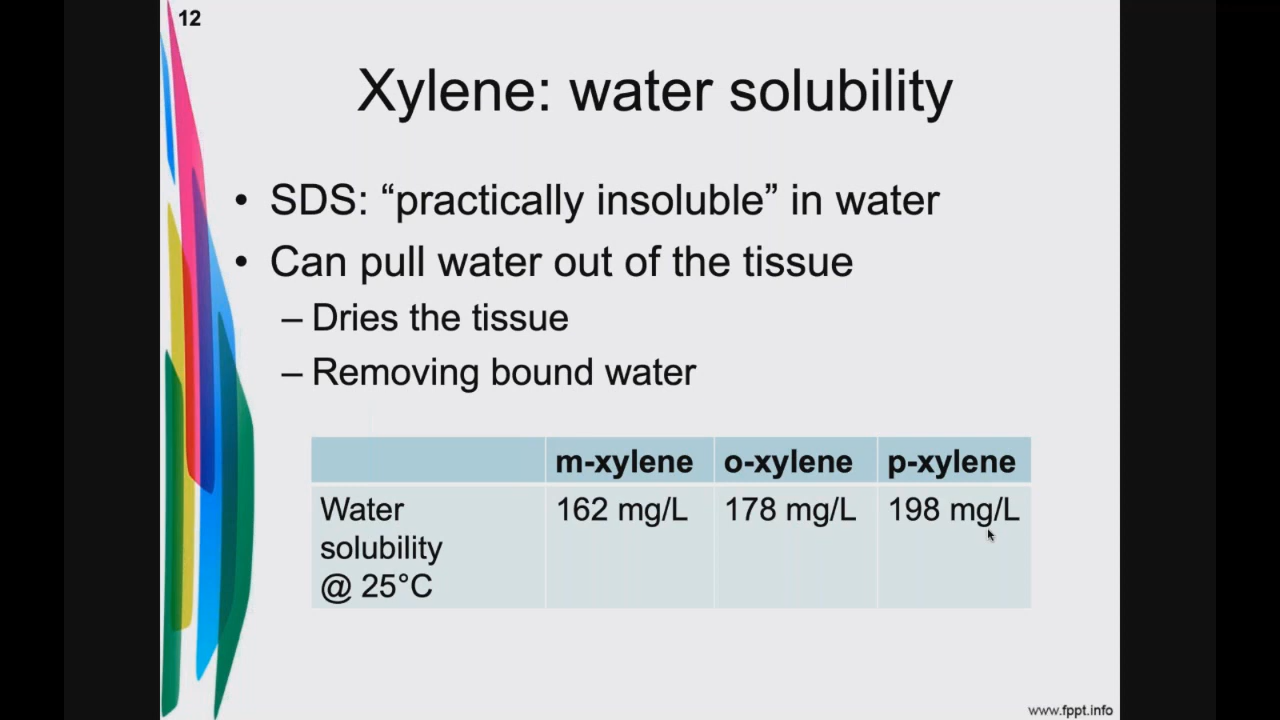 12
Xylene: water solubility
• SDS: “practically insoluble” in water
• Can pull water out of the tissue
– Dries the tissue
– Removing bound water
m-xylene o-xylene p-xylene
Water 162 mg/L 178 mg/L 198 mg/L
solubility
@ 25°C
www.fppt.info